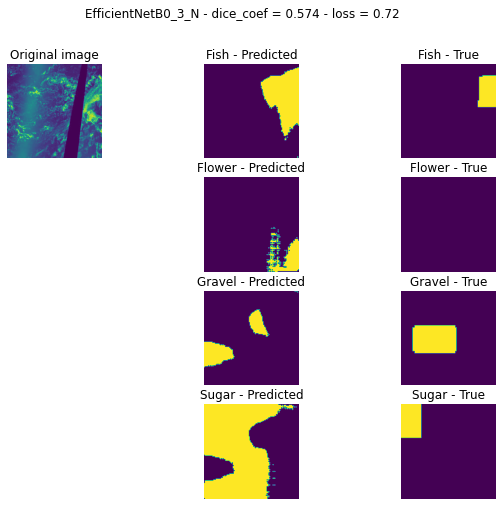 EfficientNetB0_3_N - dice_coef = 0.574 - loss = 0.72
Original image
Fish - Predicted
Fish - True
Flower - Predicted
Flower - True
Gravel - Predicted
Gravel - True
Sugar - Predicted
Sugar - True